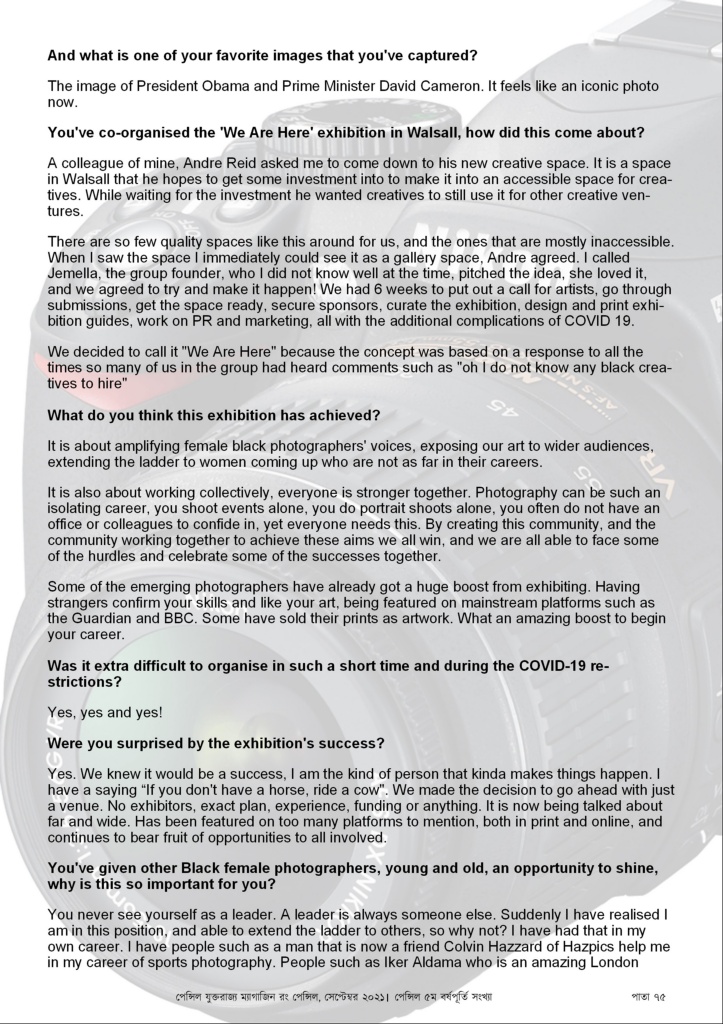 And what is one of your favorite images that you've captured?
The image of President Obama and Prime Minister David Cameron. It feels like an iconic photo
now.
You've co-organised the 'We Are Here' exhibition in Walsall, how did this come about?
A colleague of mine, Andre Reid asked me to come down to his new creative space. It is a space
in Walsall that he hopes to get some investment into to make it into an accessible space for crea-
tives. While waiting for the investment he wanted creatives to still use it for other creative ven-
tures.
There are so few quality spaces like this around for us, and the ones that are mostly inaccessible.
When I saw the space I immediately could see it as a gallery space, Andre agreed. I called
Jemella, the group founder, who I did not know well at the time, pitched the idea, she loved it,
and we agreed to try and make it happen! We had 6 weeks to put out a call for artists, go through
submissions, get the space ready, secure sponsors, curate the exhibition, design and print exhi-
bition guides, work on PR and marketing, all with the additional complications of COVID 19.
We decided to call it "We Are Here" because the concept was based on a response to all the
times so many of us in the group had heard comments such as "oh I do not know any black crea-
tives to hire"
What do you think this exhibition has achieved?
It is about amplifying female black photographers' voices, exposing our art to wider audiences,
extending the ladder to women coming up who are not as far in their careers.
It is also about working collectively, everyone is stronger together. Photography can be such an
isolating career, you shoot events alone, you do portrait shoots alone, you often do not have an
office or colleagues to confide in, yet everyone needs this. By creating this community, and the
community working together to achieve these aims we all win, and we are all able to face some
of the hurdles and celebrate some of the successes together.
Some of the emerging photographers have already got a huge boost from exhibiting. Having
strangers confirm your skills and like your art, being featured on mainstream platforms such as
the Guardian and BBC. Some have sold their prints as artwork. What an amazing boost to begin
your career.
Was it extra difficult to organise in such a short time and during the COVID-19 re-
strictions?
Yes, yes and yes!
Were you surprised by the exhibition's success?
Yes. We knew it would be a success, I am the kind of person that kinda makes things happen. I
have a saying “If you don't have a horse, ride a cow". We made the decision to go ahead with just
a venue. No exhibitors, exact plan, experience, funding or anything. It is now being talked about
far and wide. Has been featured on too many platforms to mention, both in print and online, and
continues to bear fruit of opportunities to all involved.
You've given other Black female photographers, young and old, an opportunity to shine,
why is this so important for you?
You never see yourself as a leader. A leader is always someone else. Suddenly I have realised I
am in this position, and able to extend the ladder to others, so why not? I have had that in my
own career. I have people such as a man that is now a friend Colvin Hazzard of Hazpics help me
in my career of sports photography. People such as Iker Aldama who is an amazing London
পেন্সিল যুক্তরাজ্য ম্যাগাজিন রং পেন্সিল, সেপ্টেম্বর ২০২১। পেন্সিল ৫ম বর্ষপূর্তি সংখ্যা পাতা ৭৫